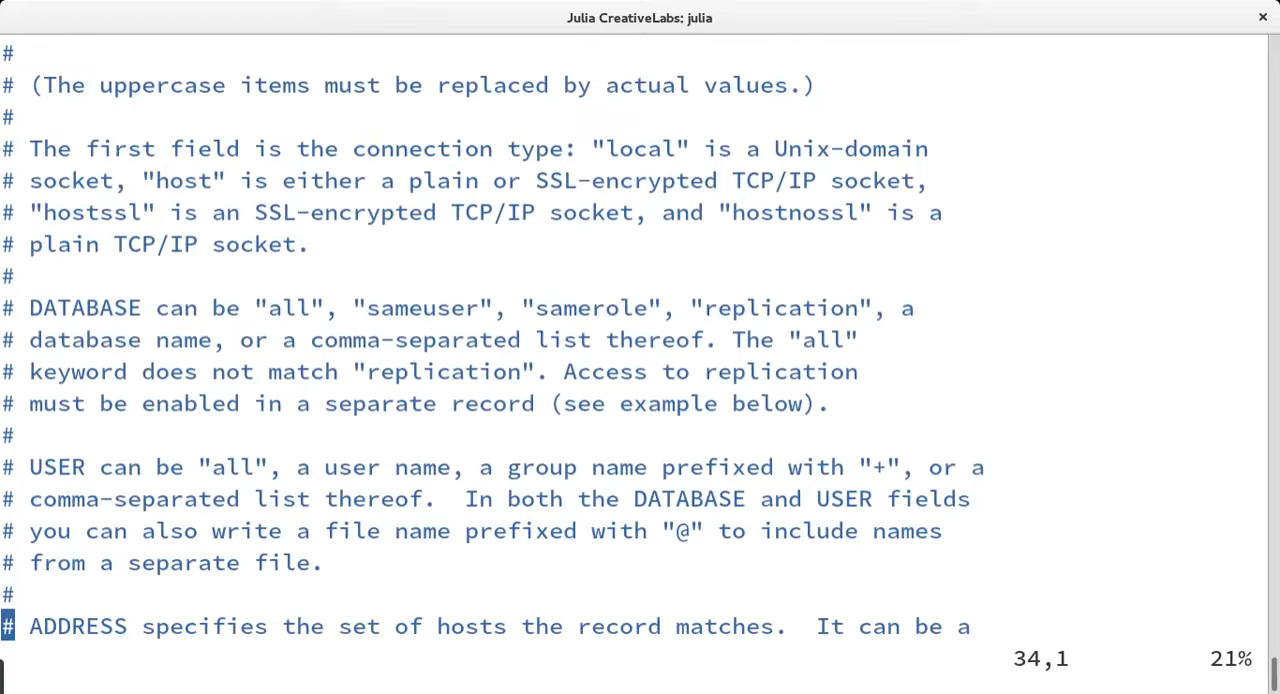 Julia CreativeLabs: julia ×
#
# (The uppercase items must be replaced by actual values.)
#
# The first field is the connection type: "local" is a Unix-domain
# socket, "host" is either a plain or SSL-encrypted TCP/IP socket,
# "hostssl" is an SSL-encrypted TCP/IP socket, and "hostnossl" is a
# plain TCP/IP socket.
#
# DATABASE can be "all", "sameuser", "samerole", "replication", a
# database name, or a comma-separated list thereof. The "all"
# keyword does not match "replication". Access to replication
# must be enabled in a separate record (see example below).
#
# USER can be "all", a user name, a group name prefixed with "+", or a
# comma-separated list thereof.  In both the DATABASE and USER fields
# you can also write a file name prefixed with "@" to include names
# from a separate file.
#
# ADDRESS specifies the set of hosts the record matches.  It can be a
34,1 21%